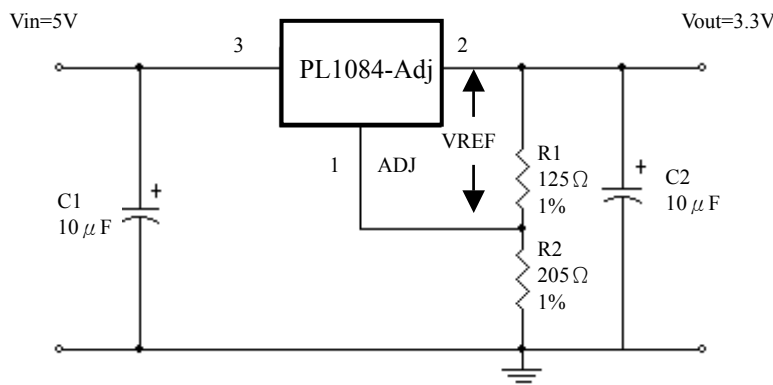 Vin=5V
Vout=3.3V
3
PL1084-Adj
2
1
ADJ
VREF
R1
125Ω
1%
C1
10μF
C2
10μF
R2
205Ω
1%